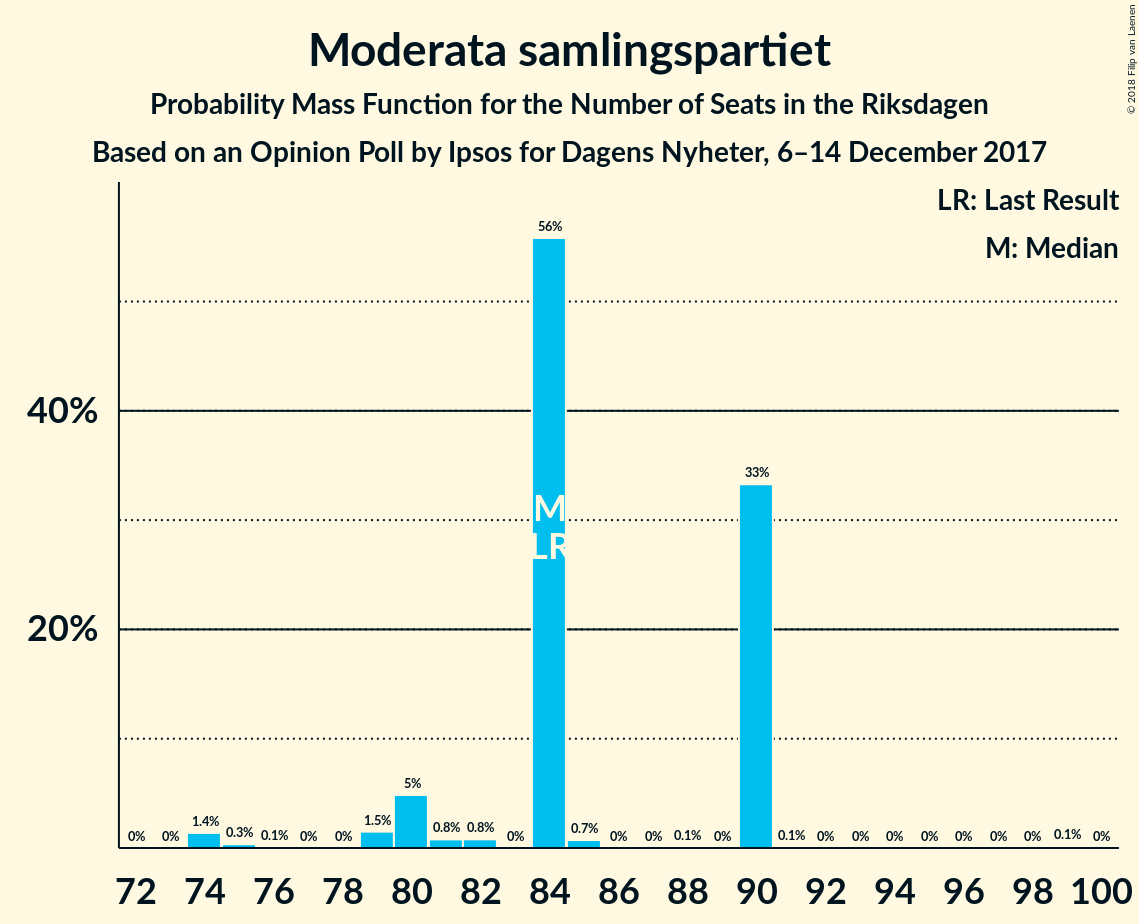 Moderata samlingspartiet
Probability Mass Function for the Number of Seats in the Riksdagen
Based on an Opinion Poll by Ipsos for Dagens Nyheter, 6–14 December 2017
© 2018 Filip van Laenen
LR: Last Result
M: Median
40%
20%
0% 0% 1.4% 0.3% 0.1% 0% 0% 1.5% 5% 0.8% 0.8% 0% 56% 0.7% 0% 0% 0.1% 0% 33% 0.1% 0% 0% 0% 0% 0% 0% 0% 0.1% 0%
M
LR
72 74 76 78 80 82 84 86 88 90 92 94 96 98 100